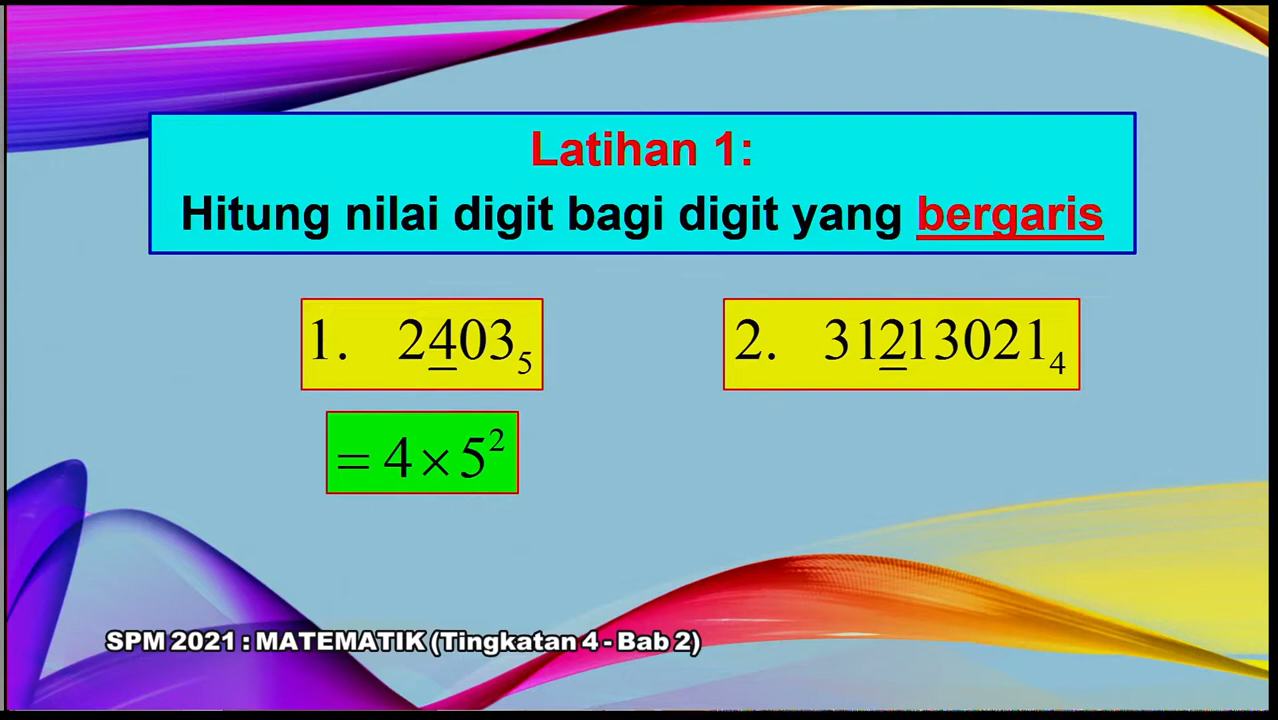 Latihan 1:
Hitung nilai digit bagi digit yang bergaris
1. 2403₅
2. 31213021₄
= 4 × 5²
SPM 2021 : MATEMATIK (Tingkatan 4 - Bab 2)